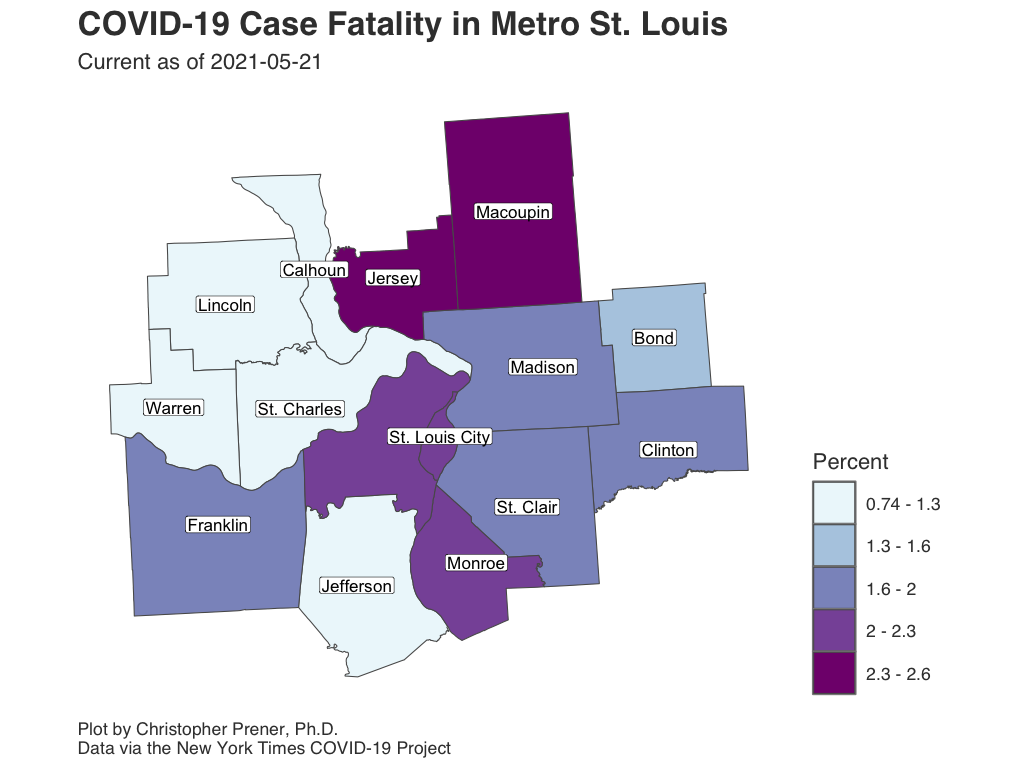 COVID-19 Case Fatality in Metro St. Louis
Current as of 2021-05-21
Macoupin
Calhoun
Jersey
Lincoln
Bond
Madison
Warren
St. Charles
St. Louis City
Clinton
Franklin
St. Clair
Monroe
Jefferson
Percent
0.74 - 1.3
1.3 - 1.6
1.6 - 2
2 - 2.3
2.3 - 2.6
Plot by Christopher Prener, Ph.D.
Data via the New York Times COVID-19 Project